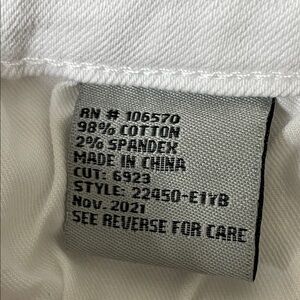 RN # 106570
98% COTTON
2% SPANDEX
MADE IN CHINA
CUT: 6923
STYLE: 22450-E1YB
NOV. 2021
SEE REVERSE FOR CARE